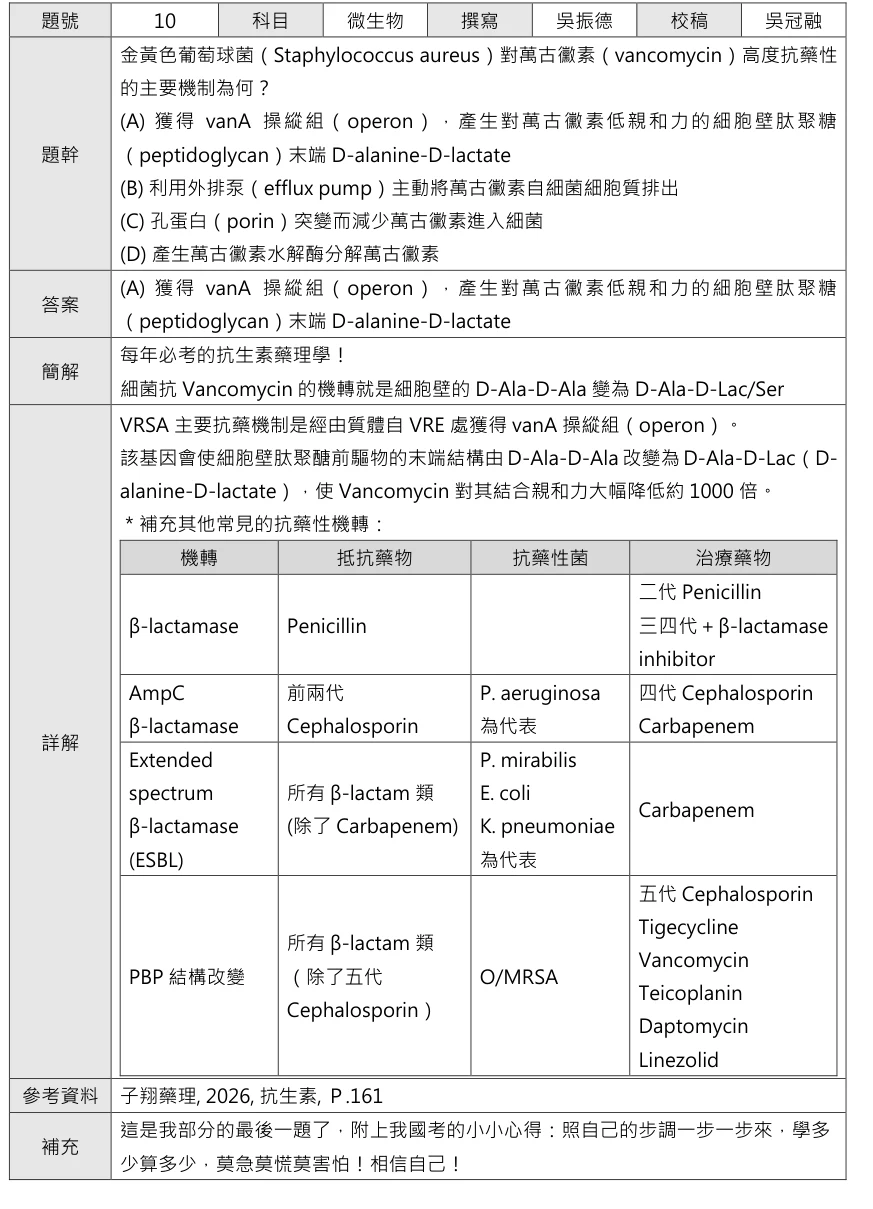 題號 10 科目 微生物 撰寫 吳振德 校稿 吳冠融
題幹
金黃色葡萄球菌（Staphylococcus aureus）對萬古黴素（vancomycin）高度抗藥性
的主要機制為何？
(A) 獲得 vanA 操縱組（operon），產生對萬古黴素低親和力的細胞壁肽聚糖
（peptidoglycan）末端 D-alanine-D-lactate
(B) 利用外排泵（efflux pump）主動將萬古黴素自細菌細胞質排出
(C) 孔蛋白（porin）突變而減少萬古黴素進入細菌
(D) 產生萬古黴素水解酶分解萬古黴素
答案
(A) 獲得 vanA 操縱組（operon），產生對萬古黴素低親和力的細胞壁肽聚糖
（peptidoglycan）末端 D-alanine-D-lactate
簡解
每年必考的抗生素藥理學！
細菌抗 Vancomycin 的機轉就是細胞壁的 D-Ala-D-Ala 變為 D-Ala-D-Lac/Ser
詳解
VRSA 主要抗藥機制是經由質體自 VRE 處獲得 vanA 操縱組（operon）。
該基因會使細胞壁肽聚醣前驅物的末端結構由 D-Ala-D-Ala 改變為 D-Ala-D-Lac（D-
alanine-D-lactate），使 Vancomycin 對其結合親和力大幅降低約 1000 倍。
* 補充其他常見的抗藥性機轉：
機轉 抵抗藥物 抗藥性菌 治療藥物
β-lactamase
Penicillin
二代 Penicillin
三四代 + β-lactamase
inhibitor
AmpC
β-lactamase
前兩代
Cephalosporin
P. aeruginosa
為代表
四代 Cephalosporin
Carbapenem
Extended
spectrum
β-lactamase
(ESBL)
所有 β-lactam 類
(除了 Carbapenem)
P. mirabilis
E. coli
K. pneumoniae
為代表
Carbapenem
PBP 結構改變
所有 β-lactam 類
（除了五代
Cephalosporin）
O/MRSA
五代 Cephalosporin
Tigecycline
Vancomycin
Teicoplanin
Daptomycin
Linezolid
參考資料
子翔藥理, 2026, 抗生素, P.161
補充
這是我部分的最後一題了，附上我國考的小小心得：照自己的步調一步一步來，學多
少算多少，莫急莫慌莫害怕！相信自己！